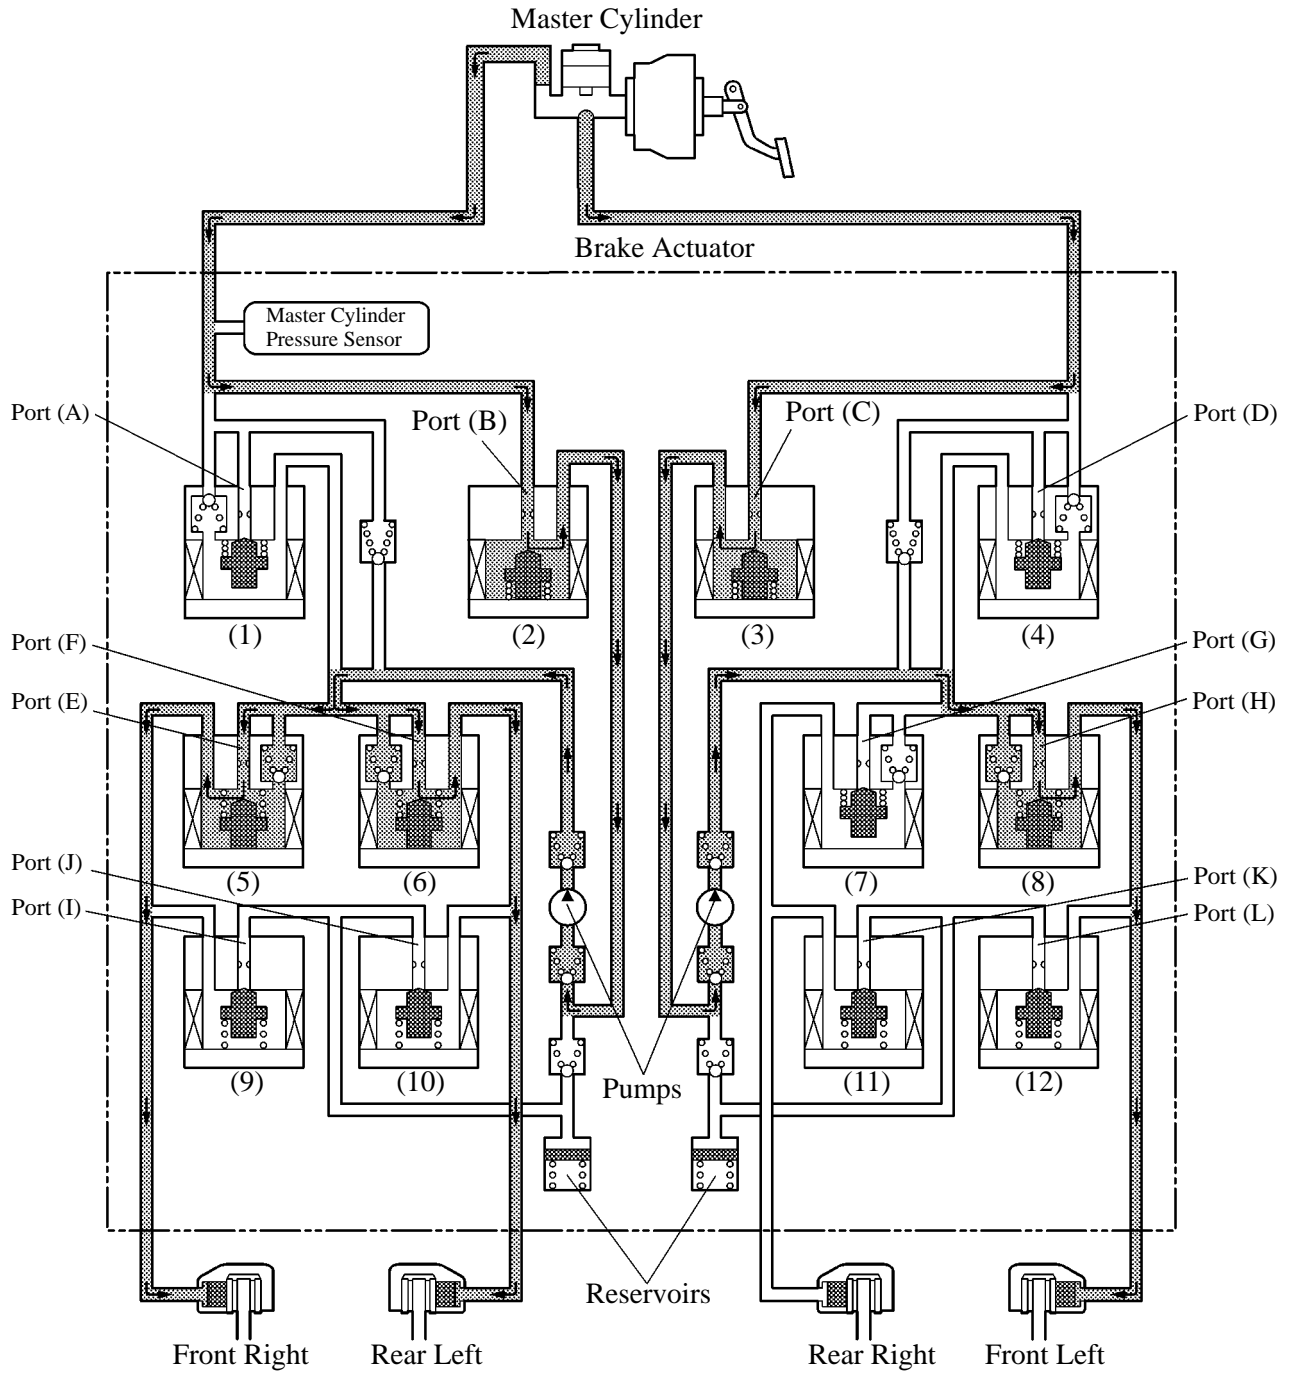 Master Cylinder
Brake Actuator
Master Cylinder
Pressure Sensor
Port (A)
Port (B)
Port (C)
Port (D)
(1)
(2)
(3)
(4)
Port (F)
Port (G)
Port (E)
Port (H)
(5)
(6)
(7)
(8)
Port (J)
Port (K)
Port (I)
Port (L)
(9)
(10)
(11)
(12)
Pumps
Reservoirs
Front Right
Rear Left
Rear Right
Front Left